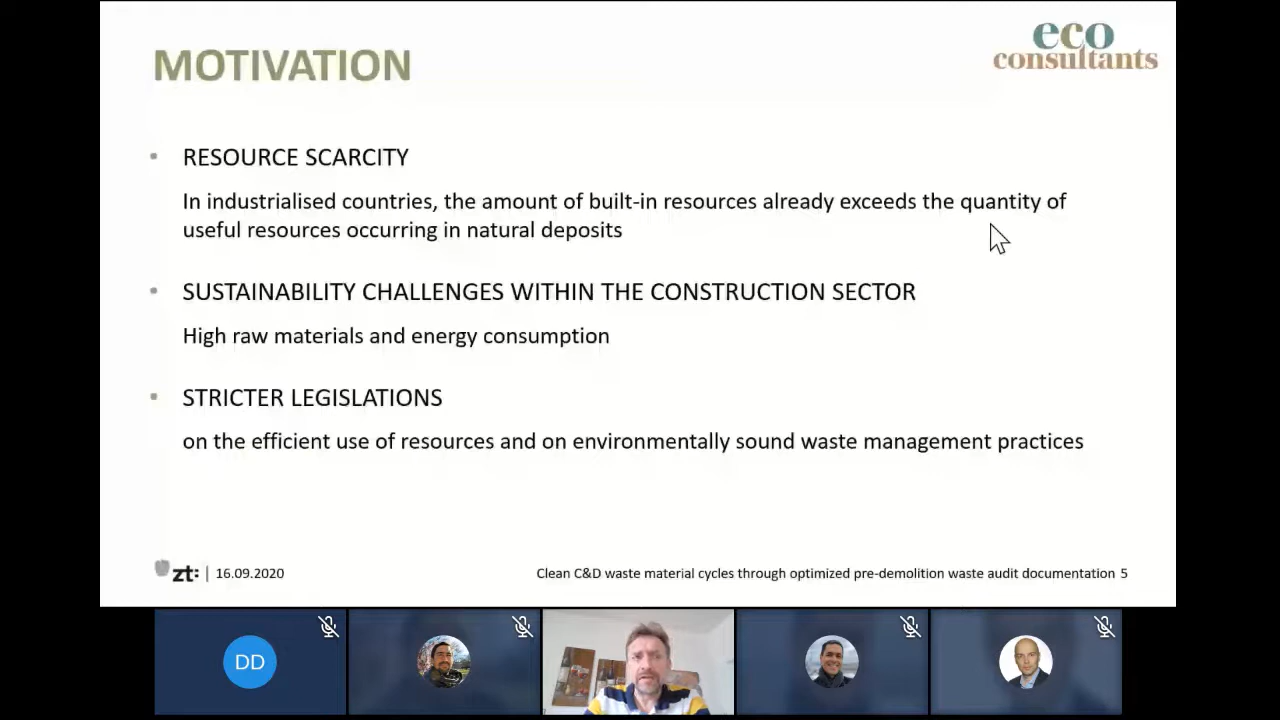 eco
consultants
MOTIVATION
• RESOURCE SCARCITY
In industrialised countries, the amount of built-in resources already exceeds the quantity of
useful resources occurring in natural deposits
• SUSTAINABILITY CHALLENGES WITHIN THE CONSTRUCTION SECTOR
High raw materials and energy consumption
• STRICTER LEGISLATIONS
on the efficient use of resources and on environmentally sound waste management practices
zt: | 16.09.2020
Clean C&D waste material cycles through optimized pre-demolition waste audit documentation 5
DD